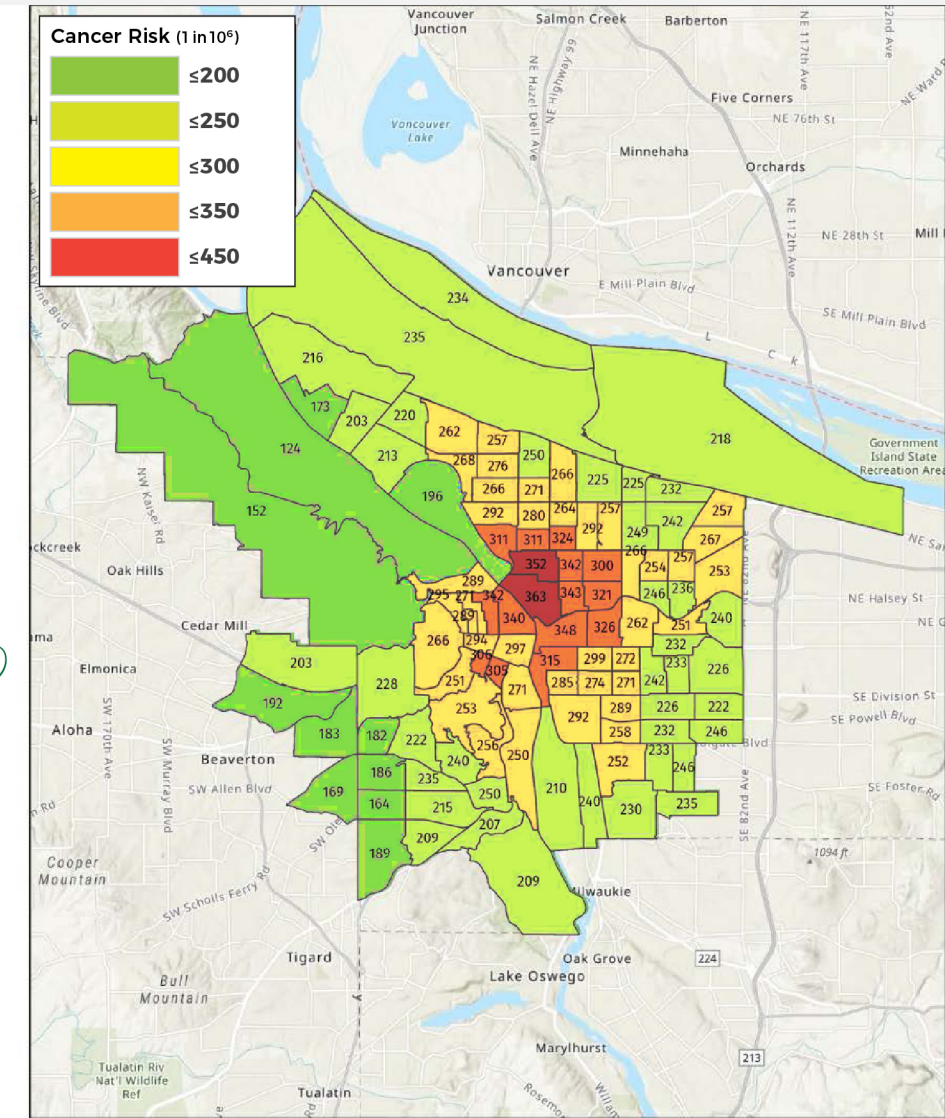 Cancer Risk (1 in 10⁶)
≤200
≤250
≤300
≤350
≤450
Vancouver
Junction
Salmon Creek
Barberton
NE 117th Ave
NE Hazel Dell Ave
NE Highway 99
Five Corners
NE 76th St
Vancouver
Lake
Minnehaha
Orchards
NE 112th Ave
NE 28th St
Mill
Vancouver
E Mill Plain Blvd
SE Mill Plain Blvd
234
235
216
218
Government
Island State
Recreation Area
173
203
220
213
124
152
196
262
257
250
268
276
266
225
225
232
266
271
292
280
264
292
257
249
242
257
267
311
311
324
266
254
257
253
352
342
300
289
295
271
342
363
343
321
246
236
289
340
348
326
262
251
240
NW Kaiser Rd
Oak Hills
NE Halsey St
Cedar Mill
266
294
297
232
306
309
315
299
272
233
226
203
Elmonica
228
251
271
285
274
271
242
192
253
292
289
226
222
SE Division St
SE Powell Blvd
Aloha
SW 170th Ave
183
182
222
256
250
258
232
246
Beaverton
SW Murray Blvd
186
240
252
233
246
235
SW Allen Blvd
169
164
215
250
210
240
230
235
SE Foster Rd
SE 82nd Ave
207
209
189
209
1094 ft
Cooper
Mountain
SW Scholls Ferry Rd
Milwaukie
Tigard
Oak Grove
224
Lake Oswego
Bull
Mountain
Marylhurst
213
Tualatin Riv
Nat'l Wildlife
Ref
Tualatin